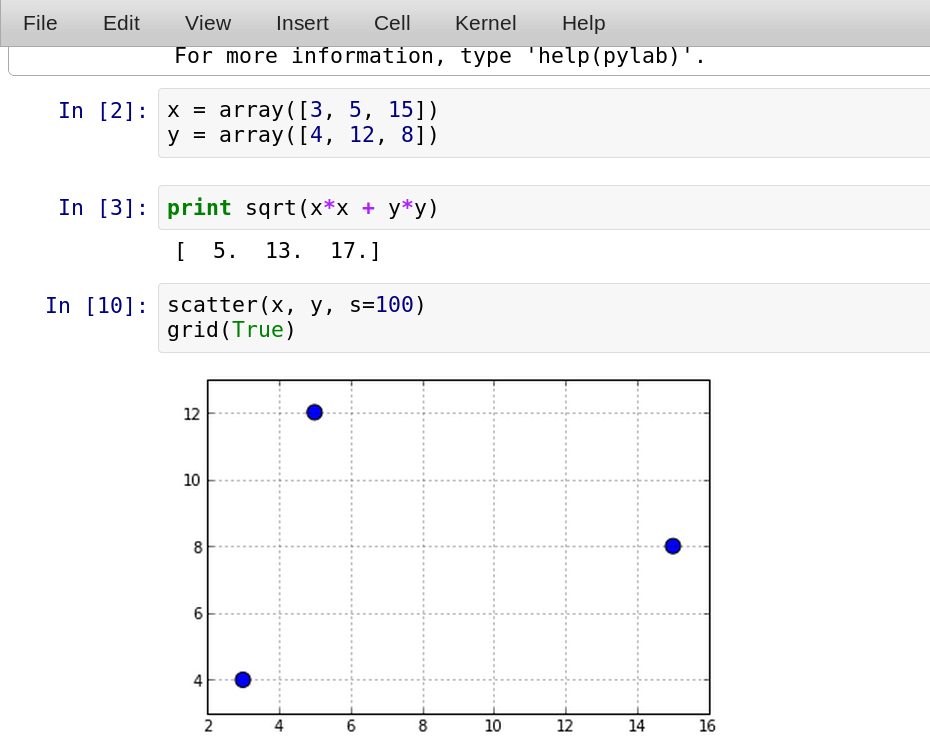 File Edit View Insert Cell Kernel Help
For more information, type 'help(pylab)'.
In [2]: x = array([3, 5, 15])
y = array([4, 12, 8])
In [3]: print sqrt(x*x + y*y)
[  5.  13.  17.]
In [10]: scatter(x, y, s=100)
grid(True)
12
10
8
6
4
2 4 6 8 10 12 14 16